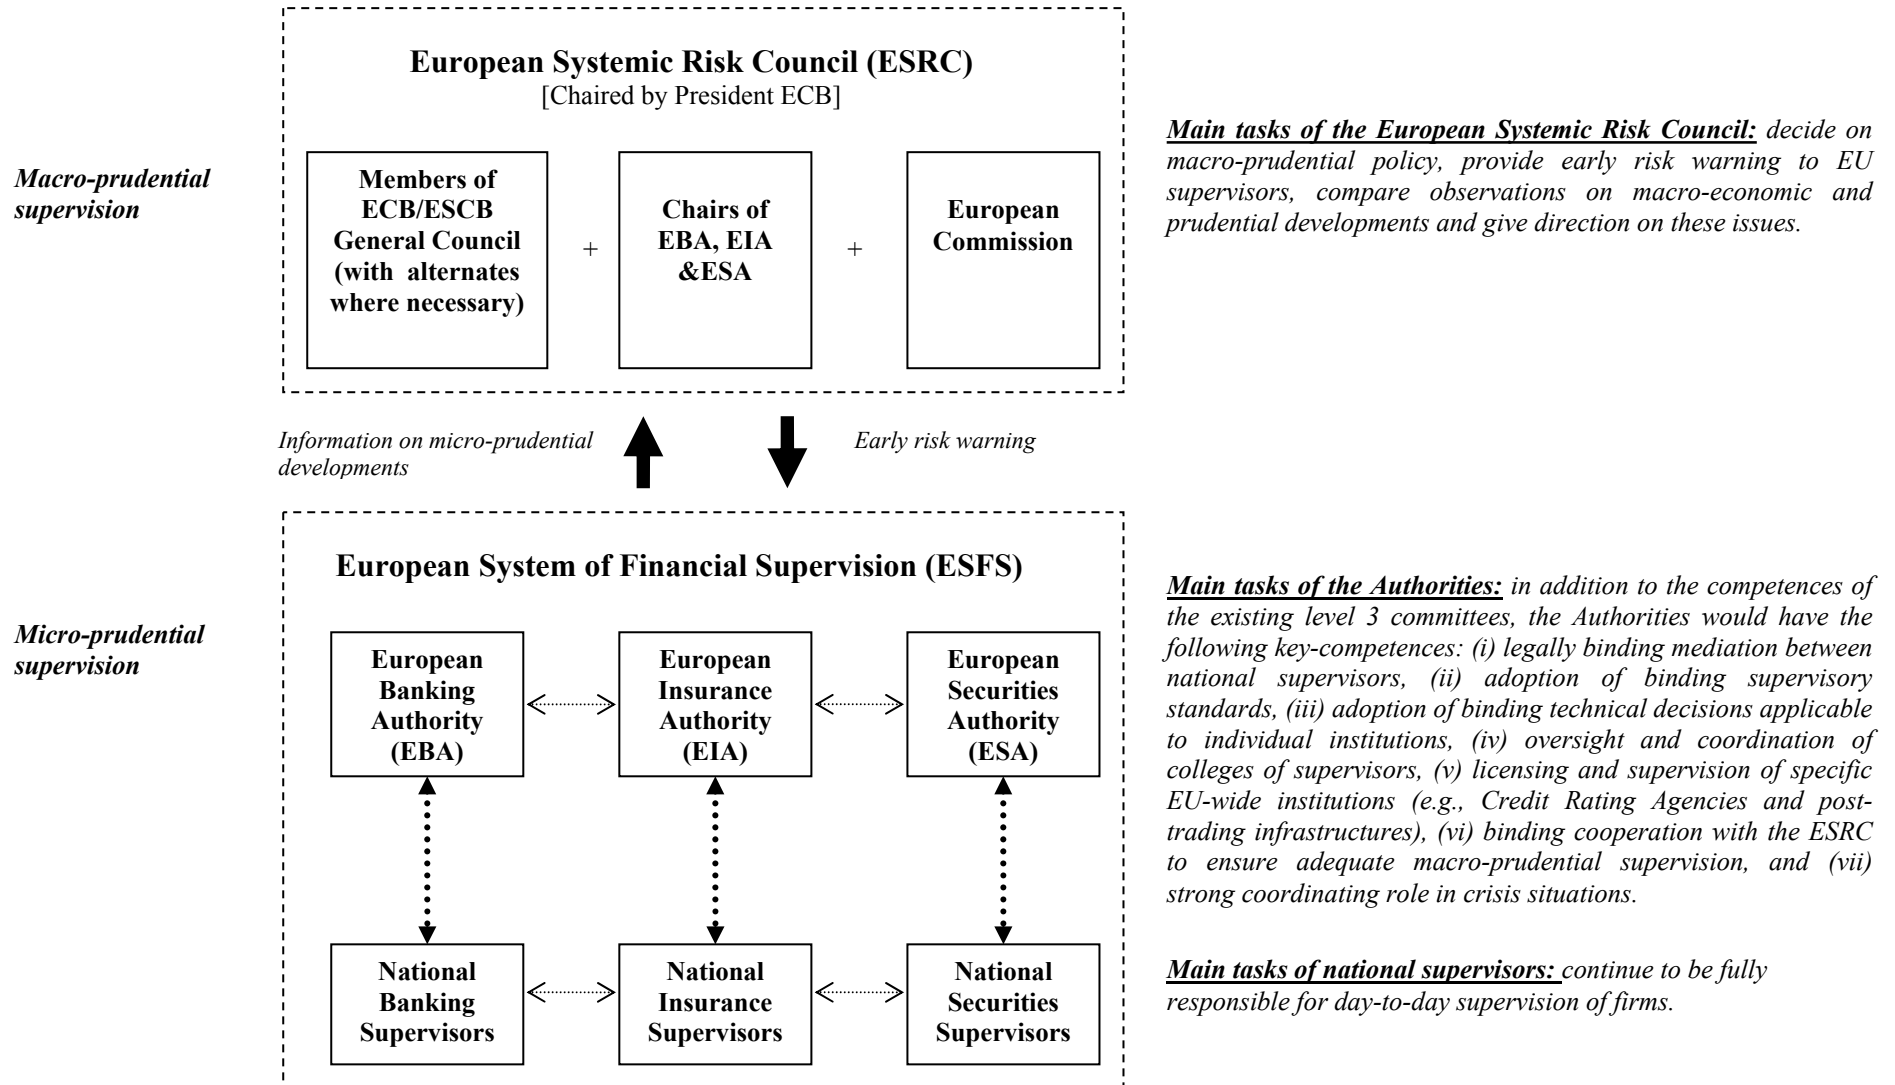 European Systemic Risk Council (ESRC)
[Chaired by President ECB]
Macro-prudential
supervision
Members of
ECB/ESCB
General Council
(with alternates
where necessary)
+
Chairs of
EBA, EIA
&ESA
+
European
Commission
Main tasks of the European Systemic Risk Council: decide on
macro-prudential policy, provide early risk warning to EU
supervisors, compare observations on macro-economic and
prudential developments and give direction on these issues.
Information on micro-prudential
developments
Early risk warning
European System of Financial Supervision (ESFS)
Micro-prudential
supervision
European
Banking
Authority
(EBA)
European
Insurance
Authority
(EIA)
European
Securities
Authority
(ESA)
National
Banking
Supervisors
National
Insurance
Supervisors
National
Securities
Supervisors
Main tasks of the Authorities: in addition to the competences of
the existing level 3 committees, the Authorities would have the
following key-competences: (i) legally binding mediation between
national supervisors, (ii) adoption of binding supervisory
standards, (iii) adoption of binding technical decisions applicable
to individual institutions, (iv) oversight and coordination of
colleges of supervisors, (v) licensing and supervision of specific
EU-wide institutions (e.g., Credit Rating Agencies and post-
trading infrastructures), (vi) binding cooperation with the ESRC
to ensure adequate macro-prudential supervision, and (vii)
strong coordinating role in crisis situations.
Main tasks of national supervisors: continue to be fully
responsible for day-to-day supervision of firms.